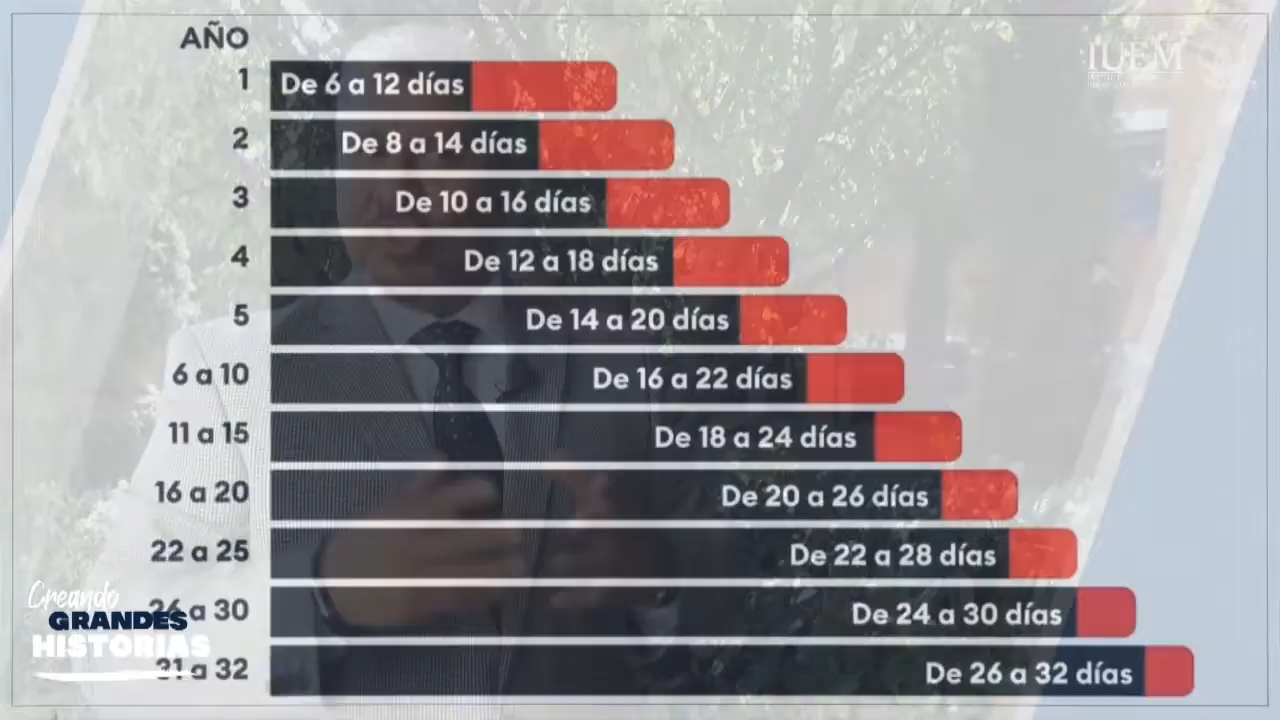 AÑO
1 De 6 a 12 días
2 De 8 a 14 días
3 De 10 a 16 días
4 De 12 a 18 días
5 De 14 a 20 días
6 a 10 De 16 a 22 días
11 a 15 De 18 a 24 días
16 a 20 De 20 a 26 días
22 a 25 De 22 a 28 días
26 a 30 De 24 a 30 días
31 a 32 De 26 a 32 días
IUEM
Creando
GRANDES
HISTORIAS